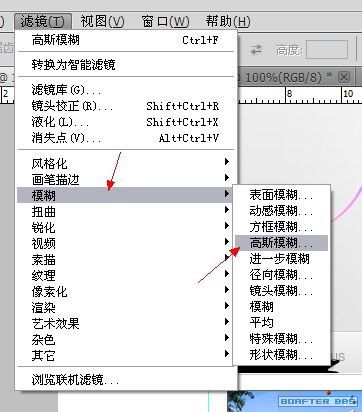 滤镜(T) 视图(V) 窗口(W) 帮助(H)
高斯模糊 Ctrl+F
高度:
转换为智能滤镜
100%(RGB/8) *
滤镜库(G)...
2 8 10
镜头校正(R)... Shift+Ctrl+R
液化(L)... Shift+Ctrl+X
消失点(V)... Alt+Ctrl+V
风格化
画笔描边
模糊
扭曲
锐化
视频
素描
纹理
像素化
渲染
艺术效果
杂色
其它
浏览联机滤镜...
表面模糊...
动感模糊...
方框模糊...
高斯模糊...
进一步模糊
径向模糊...
镜头模糊...
模糊
平均
特殊模糊...
形状模糊...
BOAFTER BBS